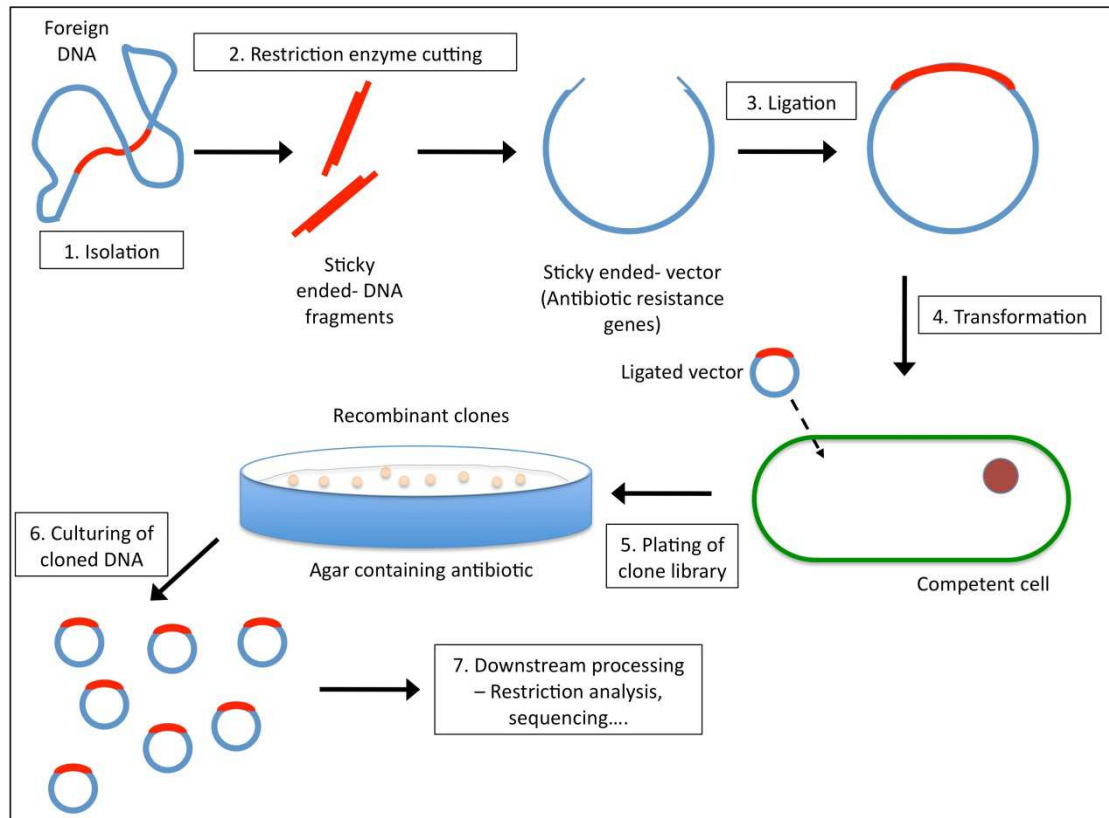 Foreign
DNA
2. Restriction enzyme cutting
3. Ligation
1. Isolation
Sticky
ended- DNA
fragments
Sticky ended- vector
(Antibiotic resistance
genes)
4. Transformation
Ligated vector
Recombinant clones
6. Culturing of
cloned DNA
Agar containing antibiotic
5. Plating of
clone library
Competent cell
7. Downstream processing
– Restriction analysis,
sequencing....